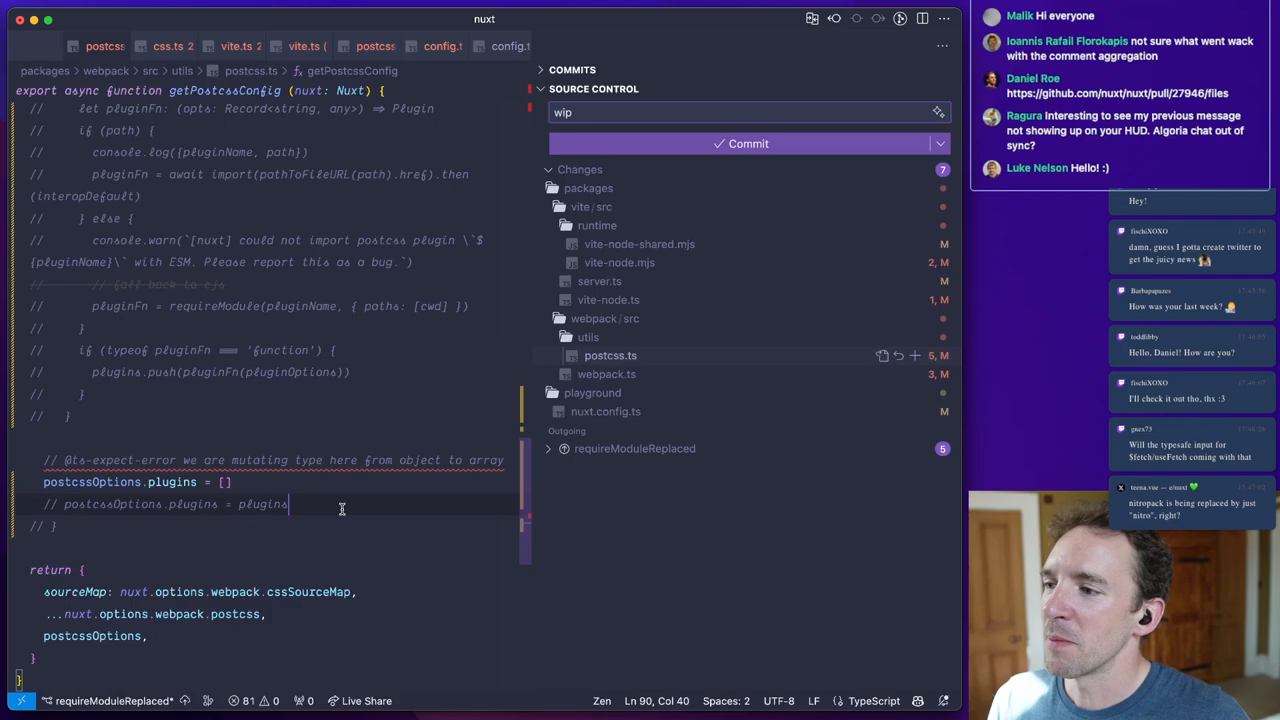 nuxt
postcss
css.ts 2
vite.ts 2
vite.ts (
postcss
config.t
config.t
packages > webpack > src > utils > postcss.ts > getPostcssConfig
export async function getPostcssConfig (nuxt: Nuxt) {
// let pluginFn: (opts: Record<string, any>) => Plugin
// if (path) {
// console.log({pluginName, path})
// pluginFn = await import(pathToFileURL(path).href).then
(interopDefault)
// } else {
// console.warn(`[nuxt] could not import postcss plugin \`$
{pluginName}\` with ESM. Please report this as a bug.`)
// // fall back to cjs
// pluginFn = requireModule(pluginName, { paths: [cwd] })
// }
// if (typeof pluginFn === 'function') {
// plugins.push(pluginFn(pluginOptions))
// }
// }
// @ts-expect-error we are mutating type here from object to array
postcssOptions.plugins = []
// postcssOptions.plugins = plugins
// }
return {
sourceMap: nuxt.options.webpack.cssSourceMap,
...nuxt.options.webpack.postcss,
postcssOptions,
}
}
requireModuleReplaced*
81
0
0
Live Share
Zen
Ln 90, Col 40
Spaces: 2
UTF-8
LF
TypeScript
COMMITS
SOURCE CONTROL
wip
Commit
Changes
7
packages
vite / src
runtime
vite-node-shared.mjs M
vite-node.mjs 2, M
server.ts M
vite-node.ts 1, M
webpack / src
utils
postcss.ts 5, M
webpack.ts 3, M
playground
nuxt.config.ts M
Outgoing
requireModuleReplaced 5
Malik Hi everyone
Ioannis Rafail Florokapis not sure what went wack
with the comment aggregation
Daniel Roe
https://github.com/nuxt/nuxt/pull/27946/files
Ragura Interesting to see my previous message
not showing up on your HUD. Algoria chat out of
sync?
Luke Nelson Hello! :)
Hey!
fischiXOXO
damn, guess I gotta create twitter to
get the juicy news
Barbapapazes
How was your last week?
toddlibby
Hello, Daniel! How are you?
fischiXOXO
I'll check it out tho, thx :3
gnex73
Will the typesafe input for
$fetch/useFetch coming with that
teena.vue — e/nuxt 💚
nitropack is being replaced by just
"nitro", right?